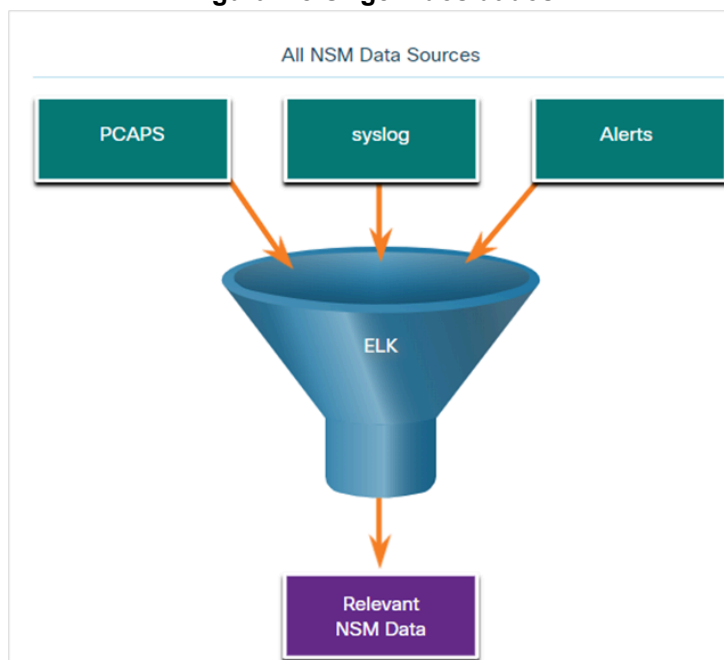 All NSM Data Sources
PCAPS
syslog
Alerts
ELK
Relevant
NSM Data